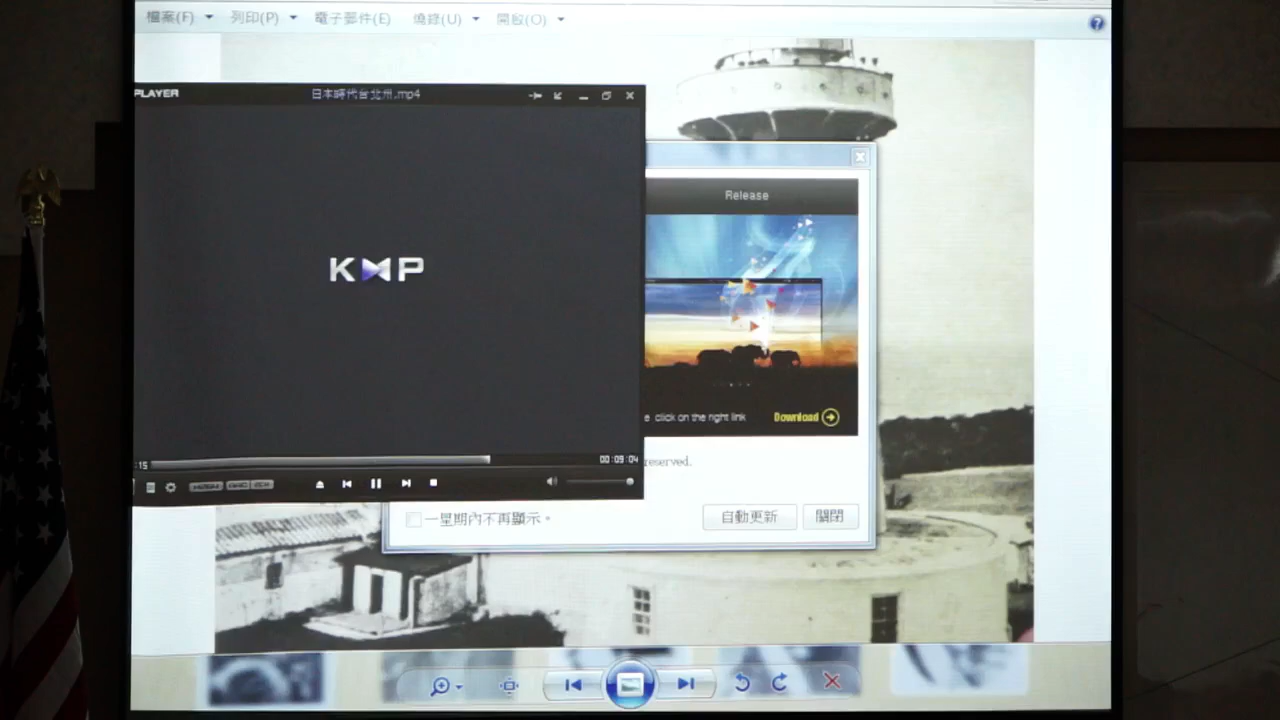 檔案(F) 列印(P) 電子郵件(E) 燒錄(U) 開啟(O)
PLAYER 日本時代台北州.mp4
Release
KMP
click on the right link Download
:15 00:09:04
reserved.
一星期內不再顯示。 自動更新 關閉